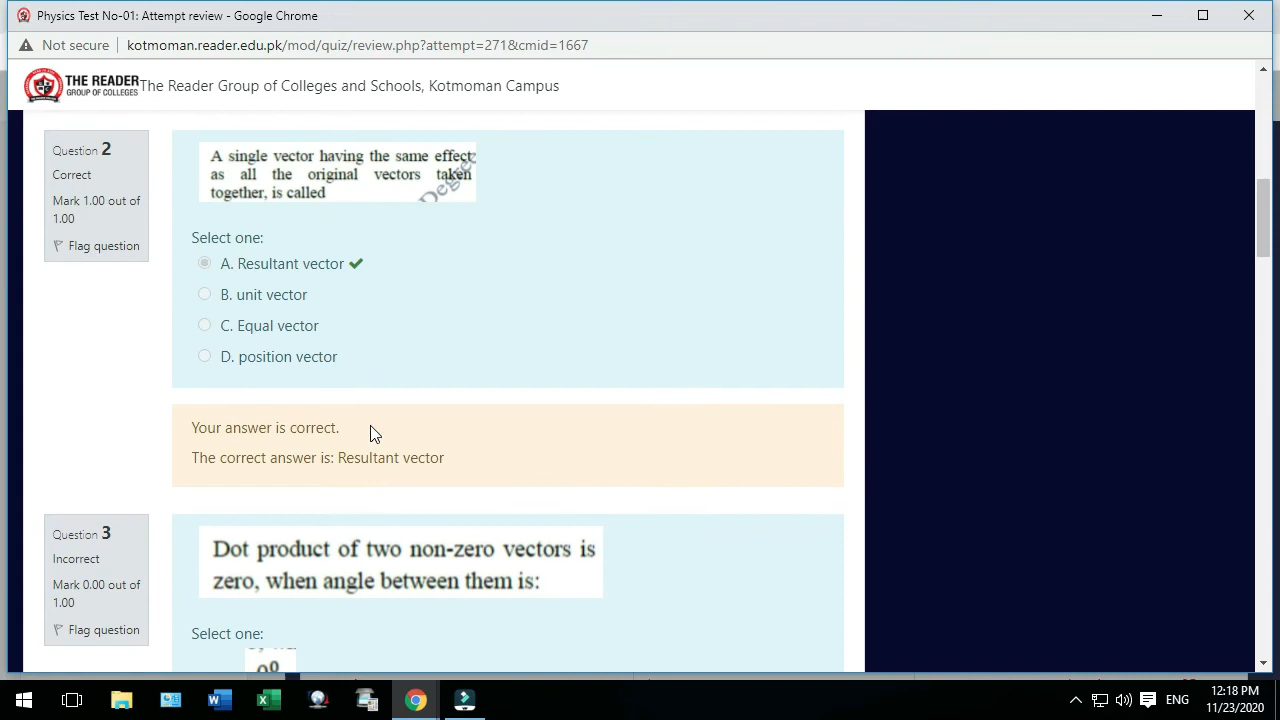 Physics Test No-01: Attempt review - Google Chrome
Not secure
kotmoman.reader.edu.pk/mod/quiz/review.php?attempt=271&cmid=1667
THE READER
GROUP OF COLLEGES
The Reader Group of Colleges and Schools, Kotmoman Campus
Question 2
Correct
Mark 1.00 out of
1.00
Flag question
A single vector having the same effect
as all the original vectors taken
together, is called
Degree
Select one:
A. Resultant vector
B. unit vector
C. Equal vector
D. position vector
Your answer is correct.
The correct answer is: Resultant vector
Question 3
Incorrect
Mark 0.00 out of
1.00
Flag question
Dot product of two non-zero vectors is
zero, when angle between them is:
Select one:
ENG
12:18 PM
11/23/2020